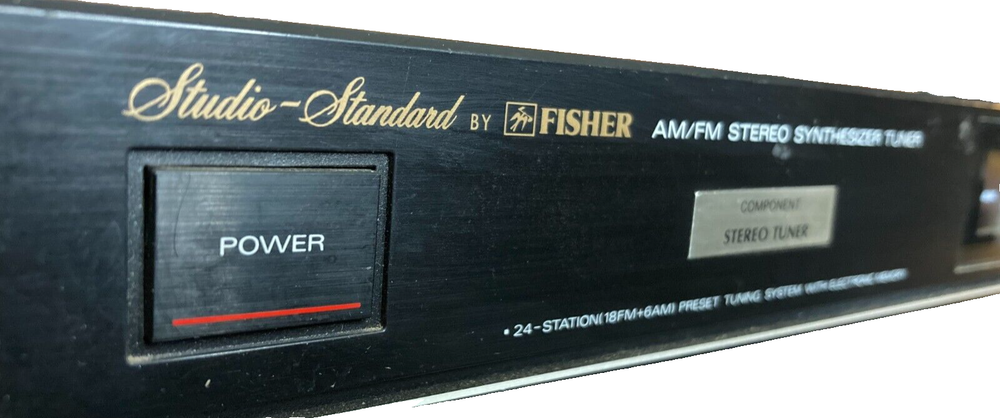 Studio-Standard BY FISHER AM/FM STEREO SYNTHESIZER TUNER
POWER
COMPONENT
STEREO TUNER
• 24-STATION(18FM+6AM) PRESET TUNING SYSTEM WITH ELECTRONIC MEMORY